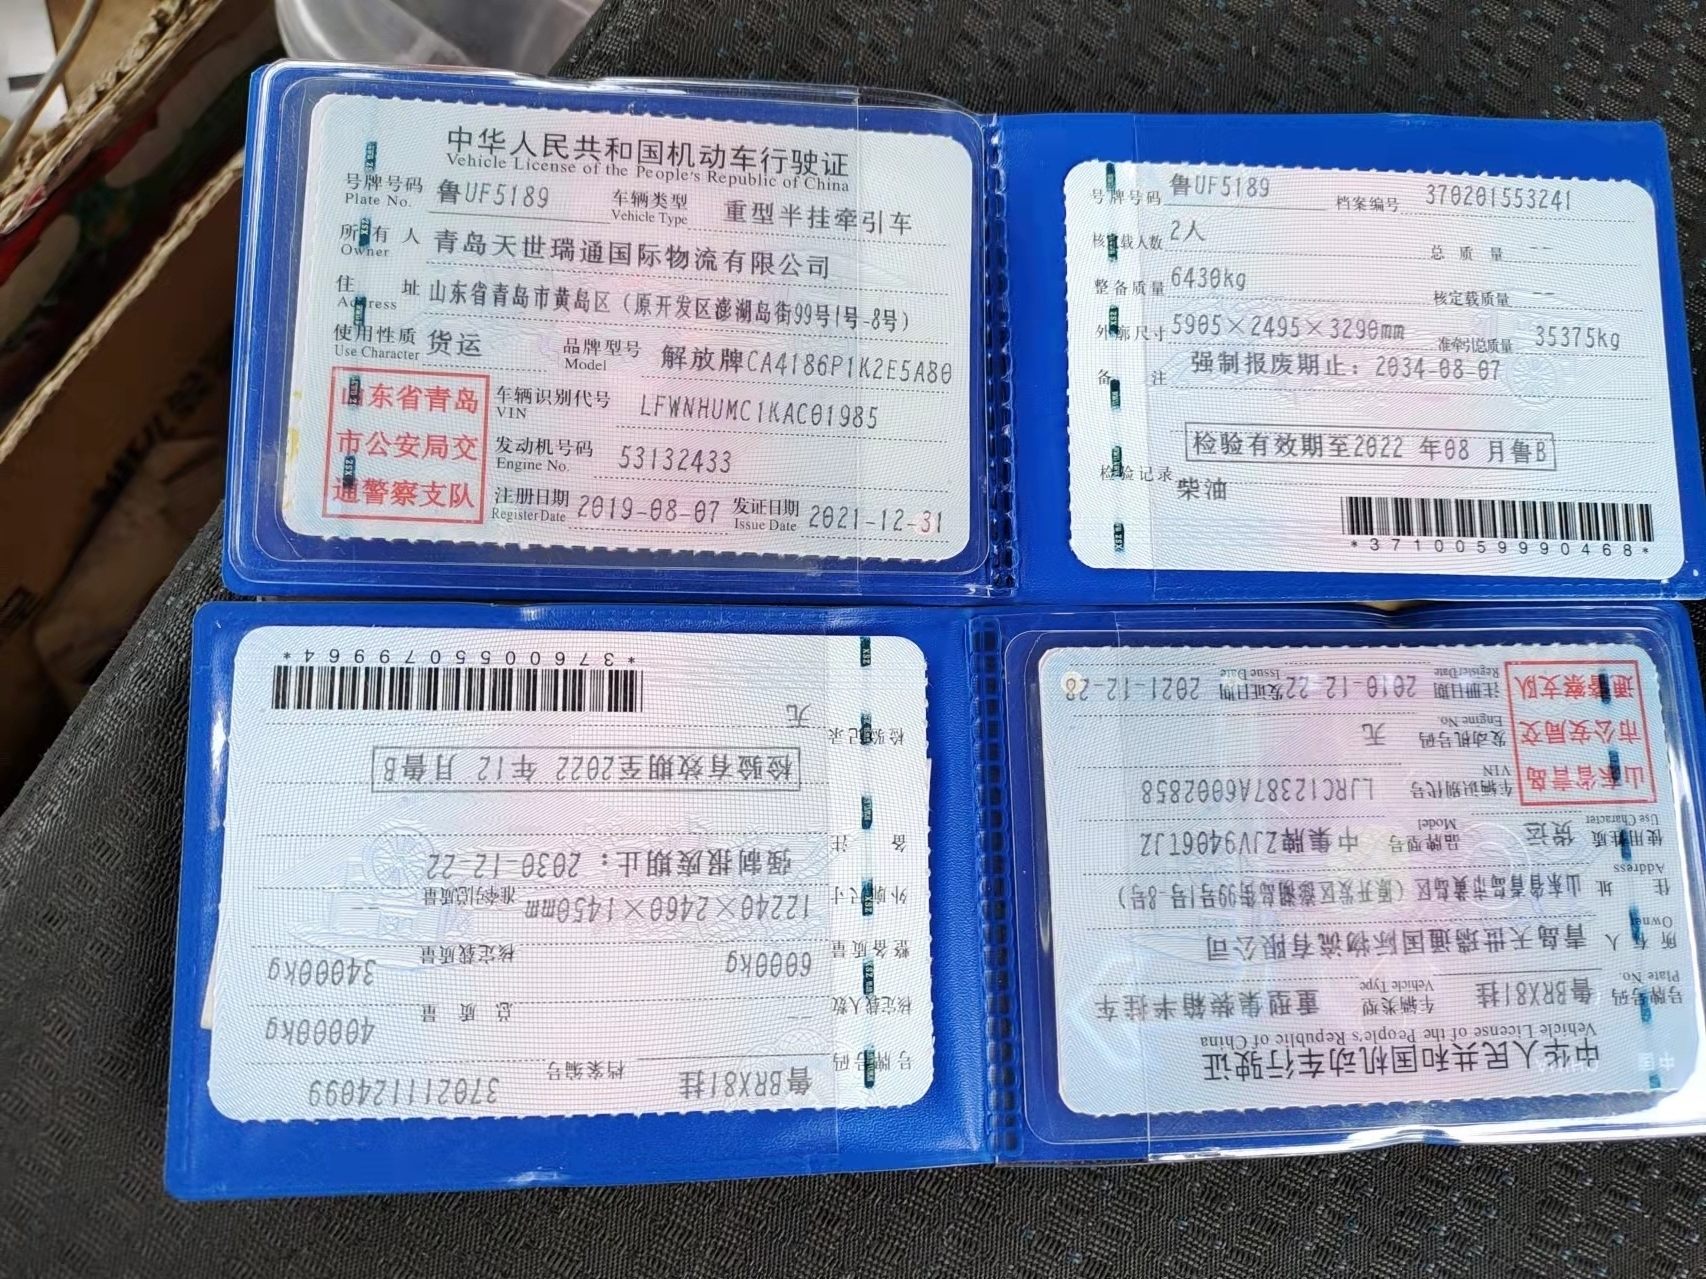 中华人民共和国机动车行驶证
Vehicle License of the People's Republic of China
号牌号码 鲁UF5189 车辆类型 重型半挂牵引车
Plate No. Vehicle Type
所有人 青岛天世瑞通国际物流有限公司
Owner
住址 山东省青岛市黄岛区（原开发区澎湖岛街99号1号-8号）
Address
使用性质 货运 品牌型号 解放牌CA4186P1K2E5A80
Use Character Model
山东省青岛
市公安局交
通警察支队
车辆识别代号 LFWNHUMC1KAC01985
VIN
发动机号码 53132433
Engine No.
注册日期 2019-08-07 发证日期 2021-12-31
Register Date Issue Date
号牌号码 鲁UF5189 档案编号 370201553241
核定载人数 2人 总质量 --
整备质量 6430kg 核定载质量 --
外廓尺寸 5905×2495×3290mm 准牵引总质量 35375kg
备注 强制报废期止：2034-08-07
检验有效期至2022 年08 月鲁B
检验记录
柴油
*3710059990468*
号牌号码 鲁BRX81挂 档案编号 370211124099
核定载人数 -- 总质量 40000kg
整备质量 6000kg 核定载质量 34000kg
外廓尺寸 12240×2460×1450mm 准牵引总质量 --
备注 强制报废期止：2030-12-22
检验有效期至2022 年12 月鲁B
检验记录 无
*3760055079964*
中华人民共和国机动车行驶证
Vehicle License of the People's Republic of China
号牌号码 鲁BRX81挂 车辆类型 重型集装箱半挂车
Plate No. Vehicle Type
所有人 青岛天世瑞通国际物流有限公司
Owner
住址 山东省青岛市黄岛区（原开发区澎湖岛街99号1号-8号）
Address
使用性质 货运 品牌型号 中集牌ZJV9406TJZ
Use Character Model
山东省青岛
市公安局交
通警察支队
车辆识别代号 LJRC12387A6002858
VIN
发动机号码 无
Engine No.
注册日期 2010-12-22 发证日期 2021-12-28
Register Date Issue Date